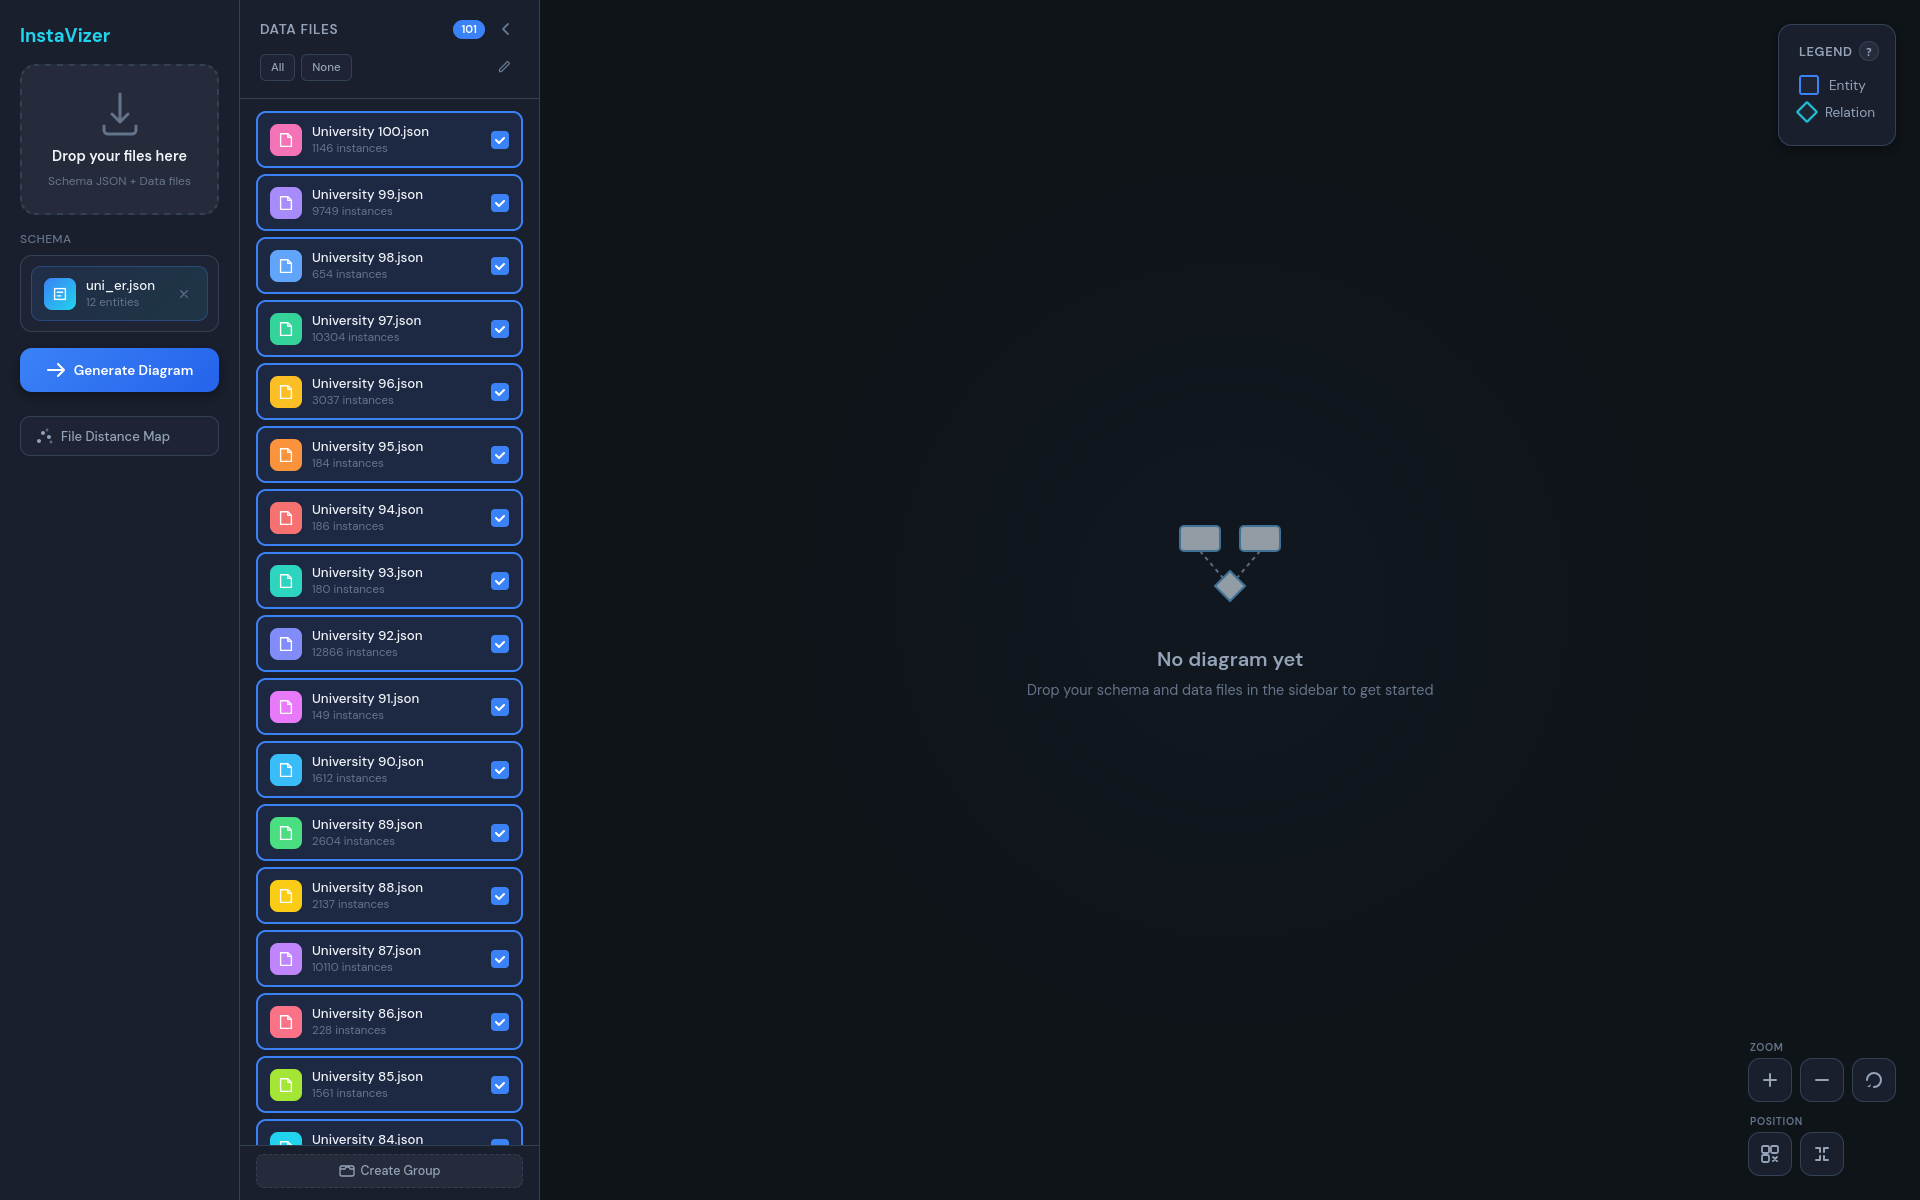 InstaVizer
Drop your files here
Schema JSON + Data files
SCHEMA
uni_er.json
12 entities
Generate Diagram
File Distance Map
DATA FILES
101
All
None
University 100.json
1146 instances
University 99.json
9749 instances
University 98.json
654 instances
University 97.json
10304 instances
University 96.json
3037 instances
University 95.json
184 instances
University 94.json
186 instances
University 93.json
180 instances
University 92.json
12866 instances
University 91.json
149 instances
University 90.json
1612 instances
University 89.json
2604 instances
University 88.json
2137 instances
University 87.json
10110 instances
University 86.json
228 instances
University 85.json
1561 instances
University 84.json
Create Group
No diagram yet
Drop your schema and data files in the sidebar to get started
LEGEND ?
Entity
Relation
ZOOM
POSITION